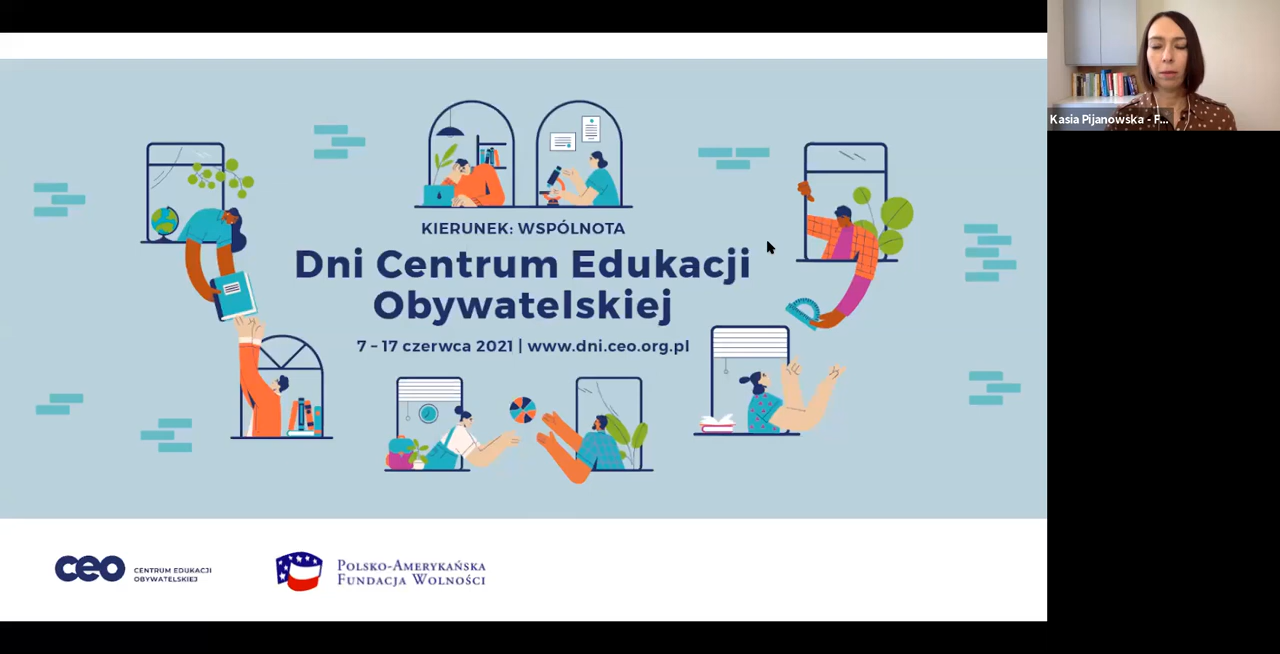 Kasia Pijanowska - F...
KIERUNEK: WSPÓLNOTA
Dni Centrum Edukacji
Obywatelskiej
7 – 17 czerwca 2021 | www.dni.ceo.org.pl
ceo
CENTRUM EDUKACJI
OBYWATELSKIEJ
POLSKO-AMERYKAŃSKA
FUNDACJA WOLNOŚCI